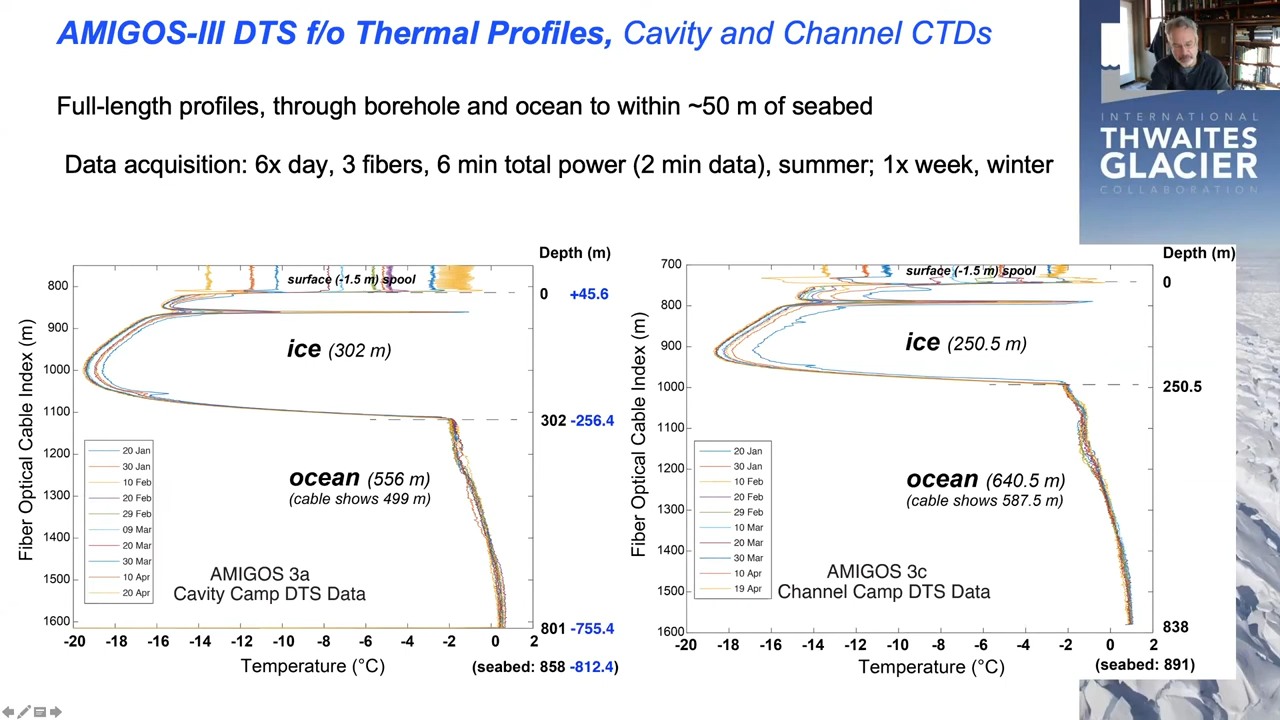 AMIGOS-III DTS f/o Thermal Profiles, Cavity and Channel CTDs
Full-length profiles, through borehole and ocean to within ~50 m of seabed
Data acquisition: 6x day, 3 fibers, 6 min total power (2 min data), summer; 1x week, winter
INTERNATIONAL
THWAITES
GLACIER
COLLABORATION
Depth (m)
surface (-1.5 m) spool
0 +45.6
ice (302 m)
302 -256.4
ocean (556 m)
(cable shows 499 m)
AMIGOS 3a
Cavity Camp DTS Data
801 -755.4
(seabed: 858 -812.4)
Fiber Optical Cable Index (m)
800
900
1000
1100
1200
1300
1400
1500
1600
20 Jan
30 Jan
10 Feb
20 Feb
29 Feb
09 Mar
20 Mar
30 Mar
10 Apr
20 Apr
-20 -18 -16 -14 -12 -10 -8 -6 -4 -2 0 2
Temperature (°C)
Depth (m)
surface (-1.5 m) spool
0
ice (250.5 m)
250.5
ocean (640.5 m)
(cable shows 587.5 m)
AMIGOS 3c
Channel Camp DTS Data
838
(seabed: 891)
Fiber Optical Cable Index (m)
700
800
900
1000
1100
1200
1300
1400
1500
1600
20 Jan
30 Jan
10 Feb
20 Feb
29 Feb
10 Mar
20 Mar
30 Mar
10 Apr
19 Apr
-20 -18 -16 -14 -12 -10 -8 -6 -4 -2 0 2
Temperature (°C)